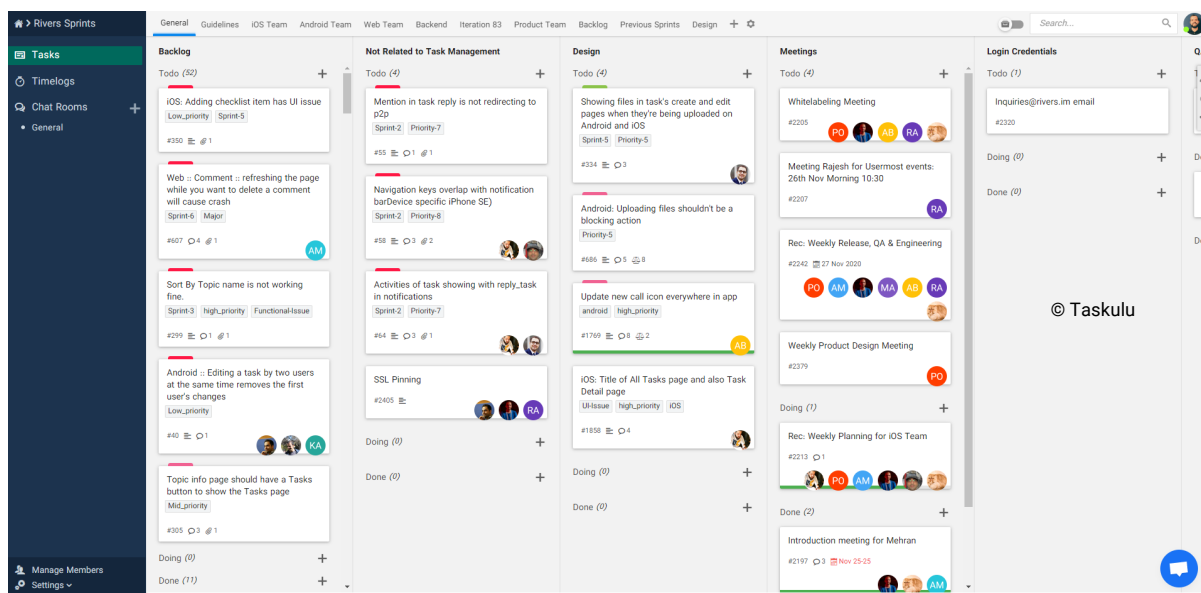 Rivers Sprints
Tasks
Timelogs
Chat Rooms
General
Manage Members
Settings
General Guidelines iOS Team Android Team Web Team Backend Iteration 83 Product Team Backlog Previous Sprints Design
Search...
Backlog
Todo (52)
iOS: Adding checklist item has UI issue
Low_priority Sprint-5
#350 1
Web :: Comment :: refreshing the page
while you want to delete a comment
will cause crash
Sprint-6 Major
#607 4 1
AM
Sort By Topic name is not working
fine.
Sprint-3 high_priority Functional-Issue
#299 1 1
Android :: Editing a task by two users
at the same time removes the first
user's changes
Low_priority
#40 1
KA
Topic info page should have a Tasks
button to show the Tasks page
Mid_priority
#305 3 1
Doing (0)
Done (11)
Not Related to Task Management
Todo (4)
Mention in task reply is not redirecting to
p2p
Sprint-2 Priority-7
#55 1 1
Navigation keys overlap with notification
barDevice specific iPhone SE)
Sprint-2 Priority-8
#58 3 2
Activities of task showing with reply_task
in notifications
Sprint-2 Priority-7
#64 3 1
SSL Pinning
#2405
RA
Doing (0)
Done (0)
Design
Todo (4)
Showing files in task's create and edit
pages when they're being uploaded on
Android and iOS
Sprint-5 Priority-5
#334 3
Android: Uploading files shouldn't be a
blocking action
Priority-5
#686 5 8
Update new call icon everywhere in app
android high_priority
#1769 8 2
AB
iOS: Title of All Tasks page and also Task
Detail page
UI-Issue high_priority iOS
#1858 4
Doing (0)
Done (0)
Meetings
Todo (4)
Whitelabeling Meeting
#2205
PO AB RA
Meeting Rajesh for Usermost events:
26th Nov Morning 10:30
#2207
RA
Rec: Weekly Release, QA & Engineering
#2242 27 Nov 2020
PO AM MA AB RA
Weekly Product Design Meeting
#2379
PO
Doing (1)
Rec: Weekly Planning for iOS Team
#2213 1
PO AM
Done (2)
Introduction meeting for Mehran
#2197 3 Nov 25-25
AM
Login Credentials
Todo (1)
Inquiries@rivers.im email
#2320
Doing (0)
Done (0)
© Taskulu